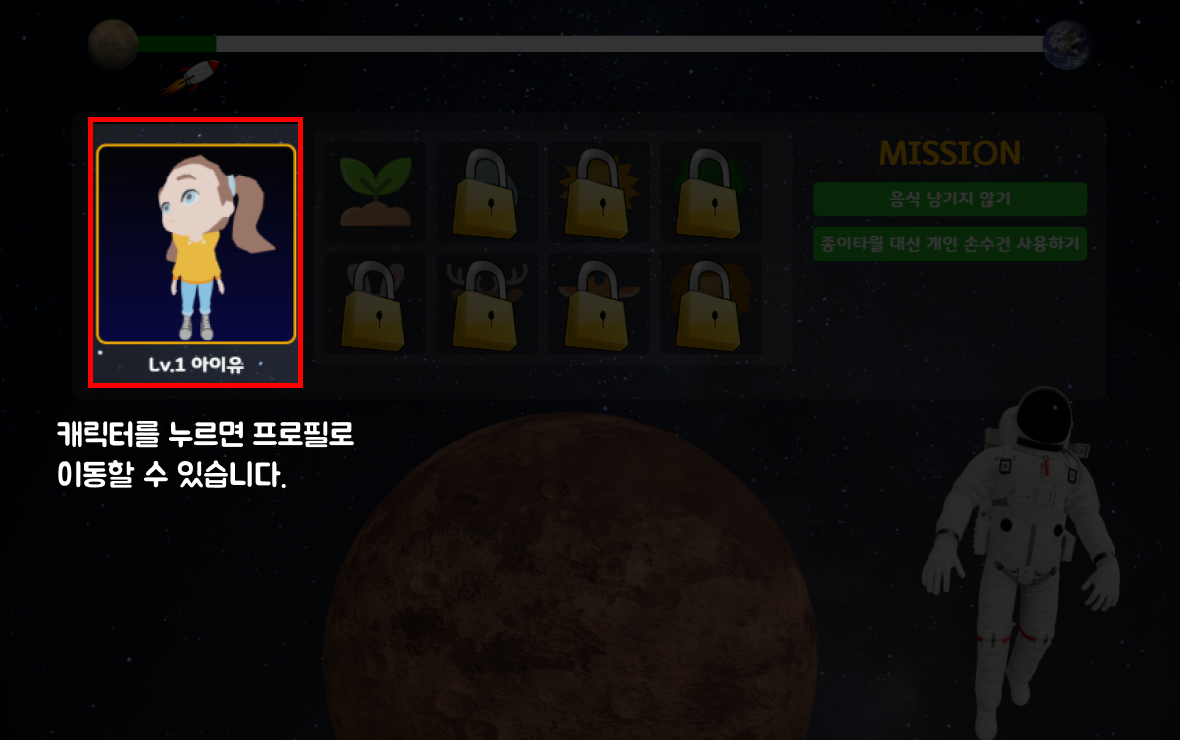 MISSION
음식 남기지 않기
종이타월 대신 개인 손수건 사용하기
Lv.1 아이유
캐릭터를 누르면 프로필로
이동할 수 있습니다.